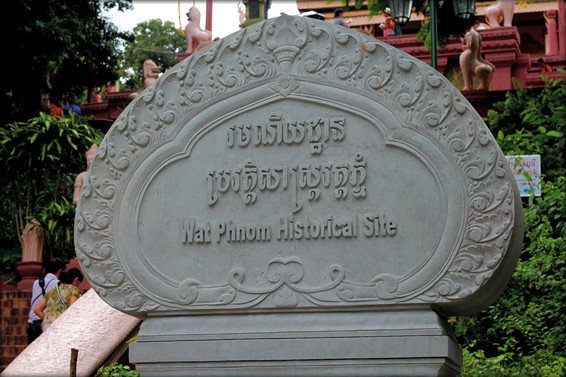 រមណីយដ្ឋាន
ប្រវត្តិសាស្ត្រវត្តភ្នំ
Wat Phnom Historical Site